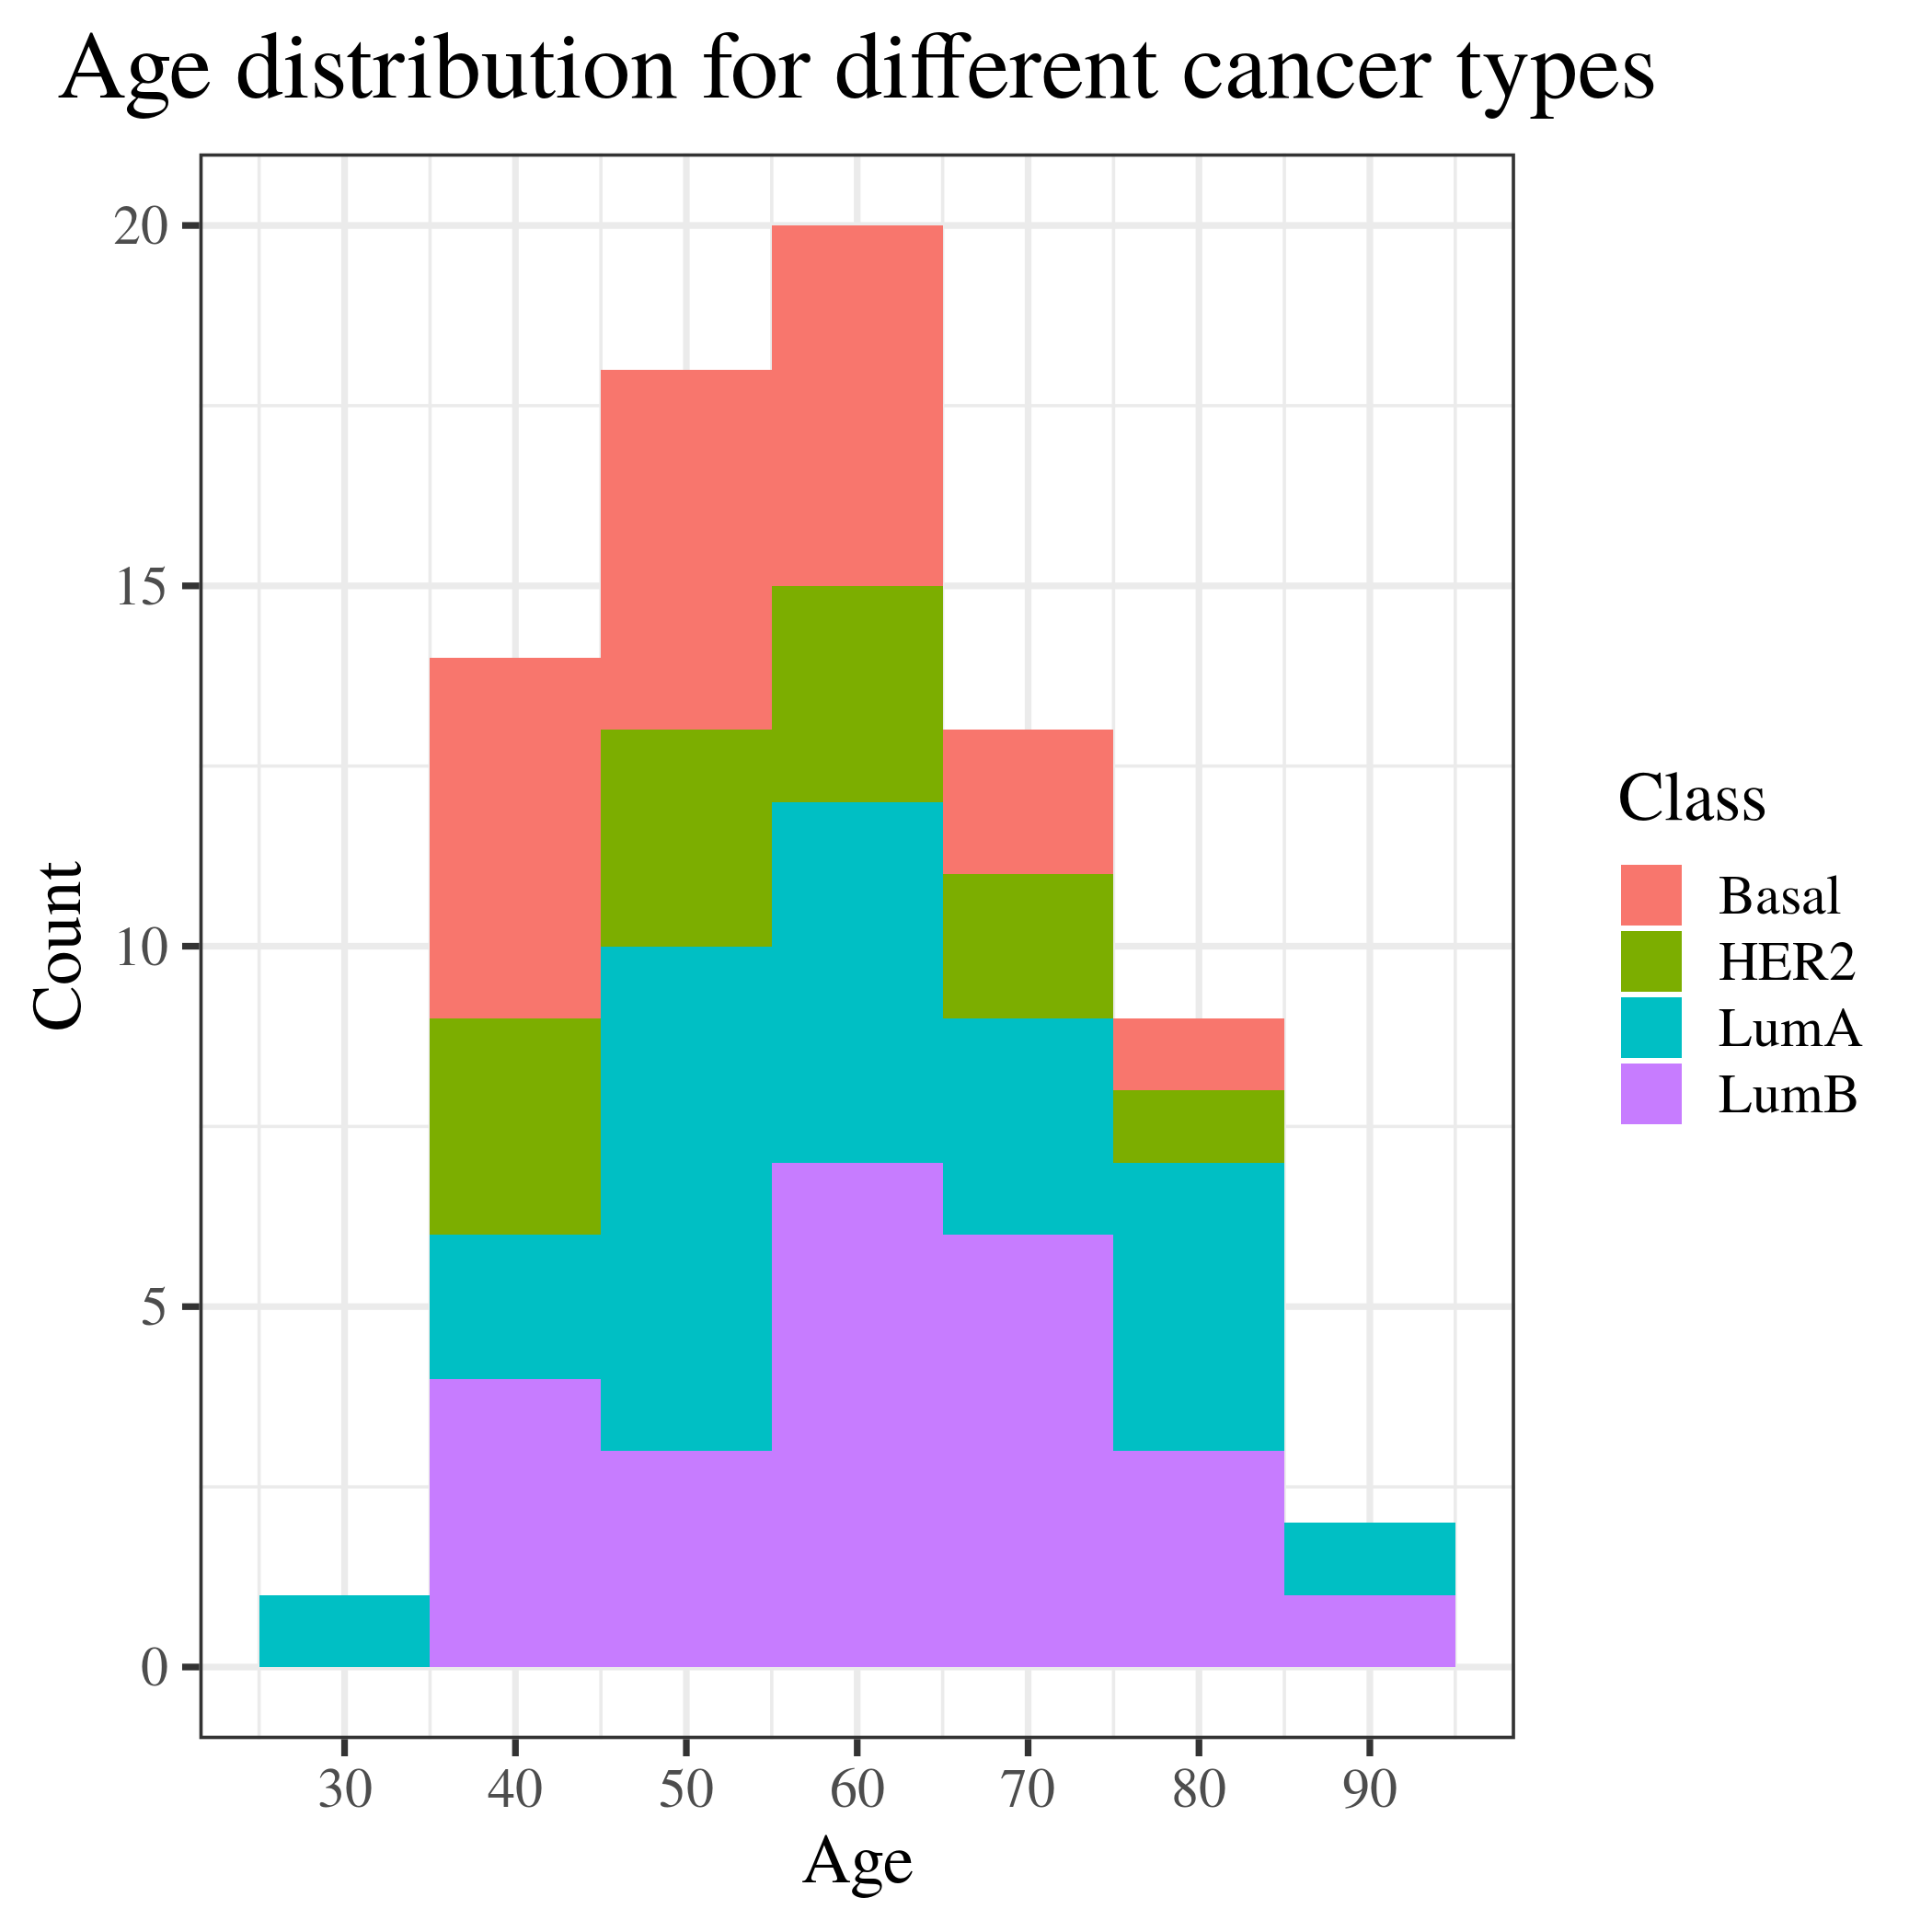 Age distribution for different cancer types
20
15
10
5
0
Count
30 40 50 60 70 80 90
Age
Class
Basal
HER2
LumA
LumB